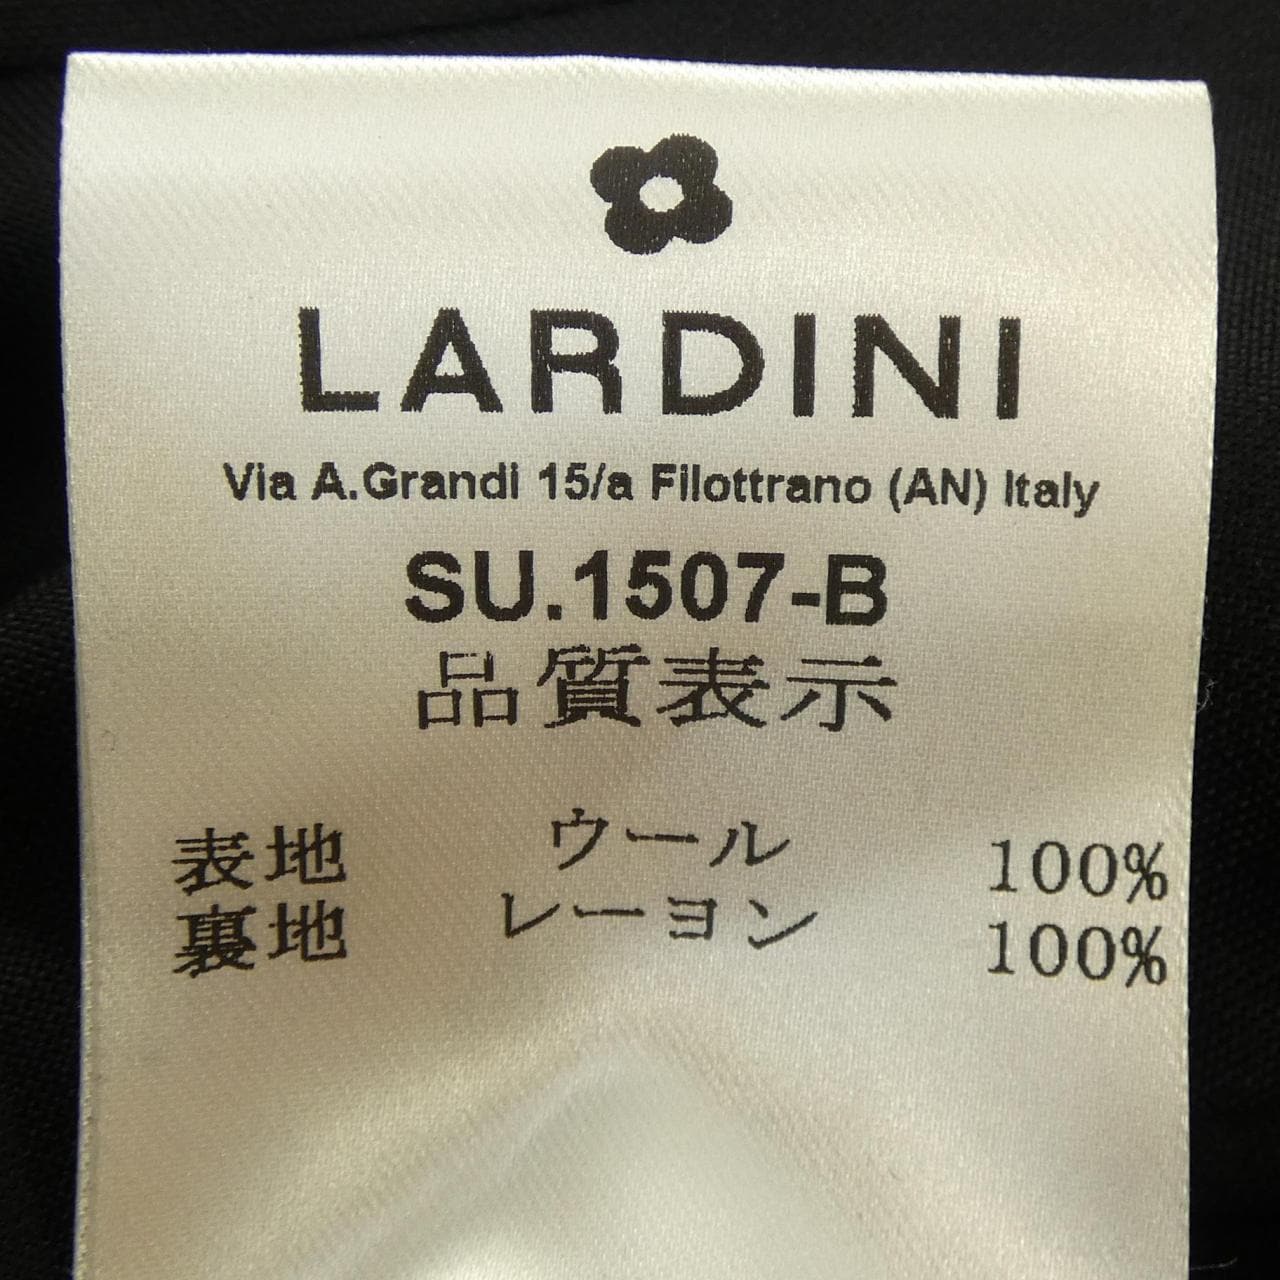 LARDINI
Via A.Grandi 15/a Filottrano (AN) Italy
SU.1507-B
品質表示
表地 ウール 100%
裏地 レーヨン 100%